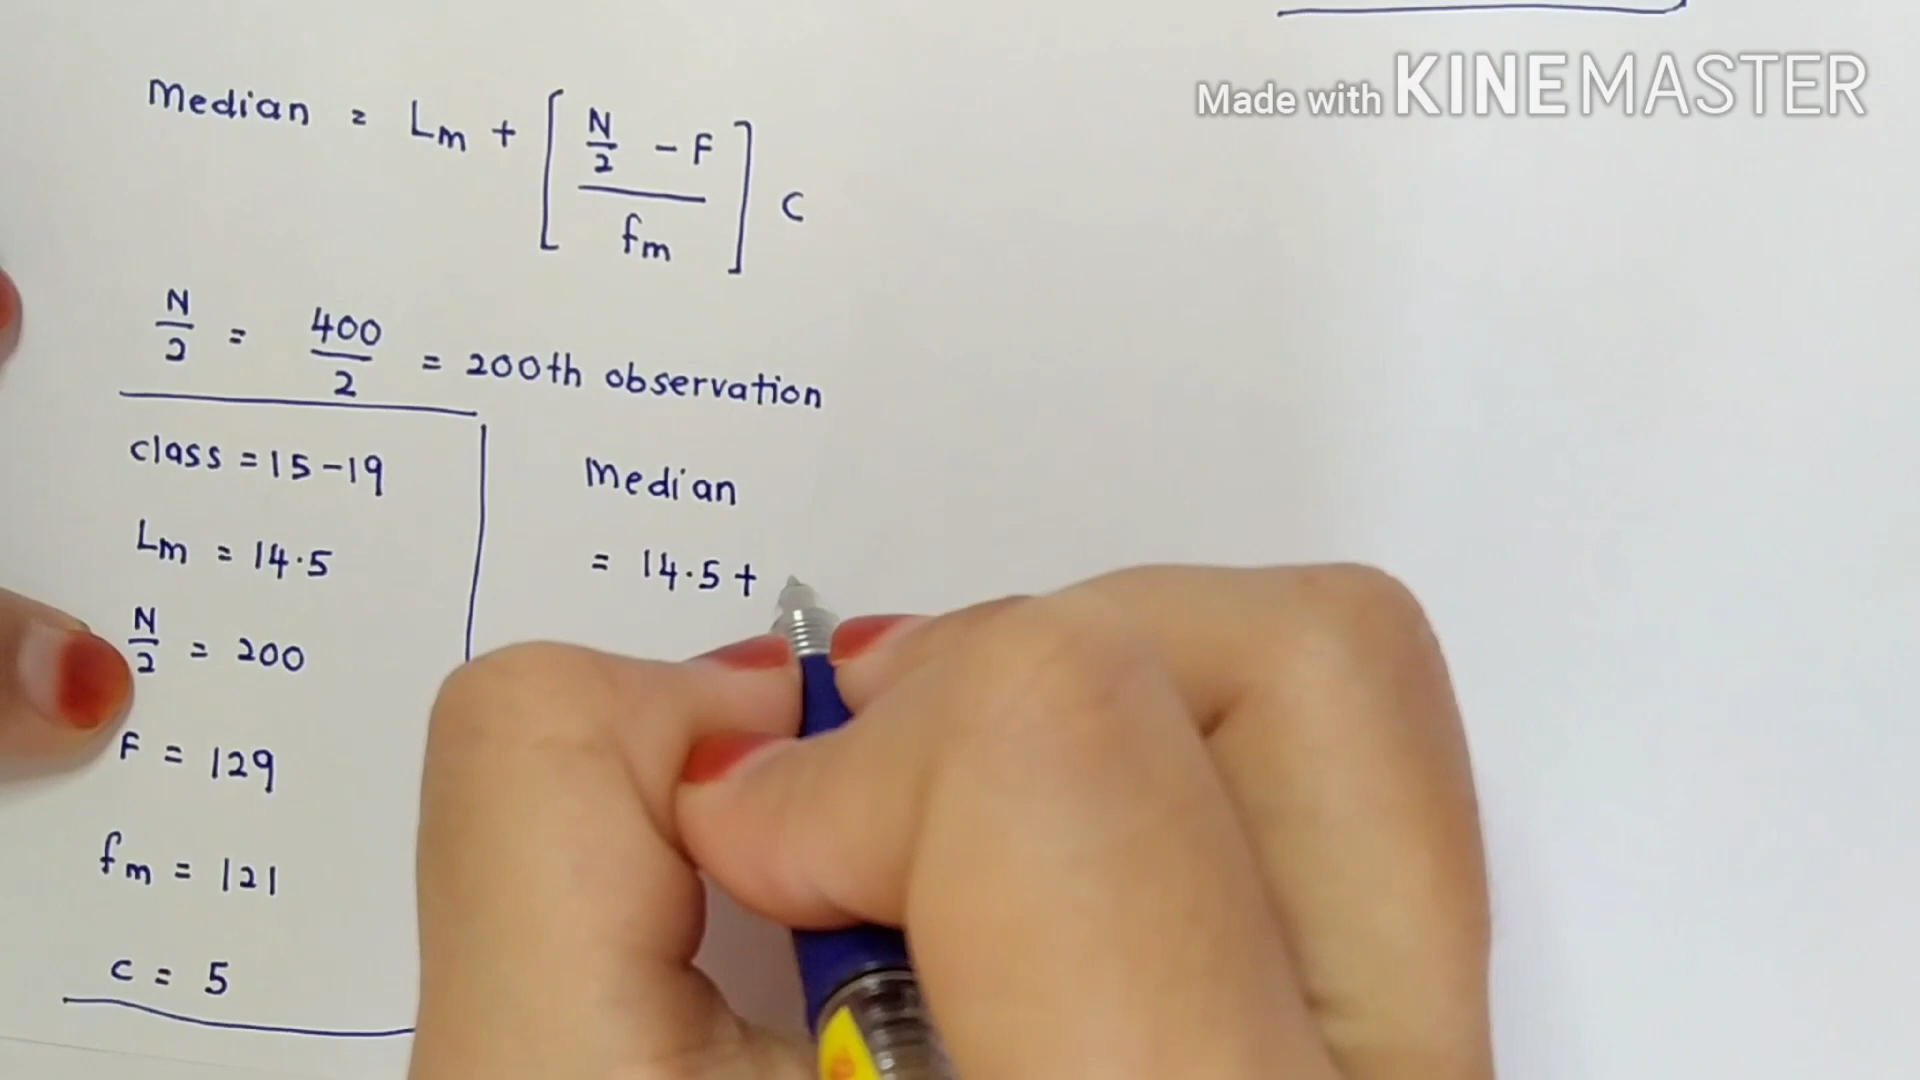 Made with KINEMASTER
Median = Lm + [ N/2 - F / fm ] c
N/2 = 400/2 = 200th observation
class = 15-19
Lm = 14.5
N/2 = 200
F = 129
fm = 121
c = 5
Median
= 14.5 +